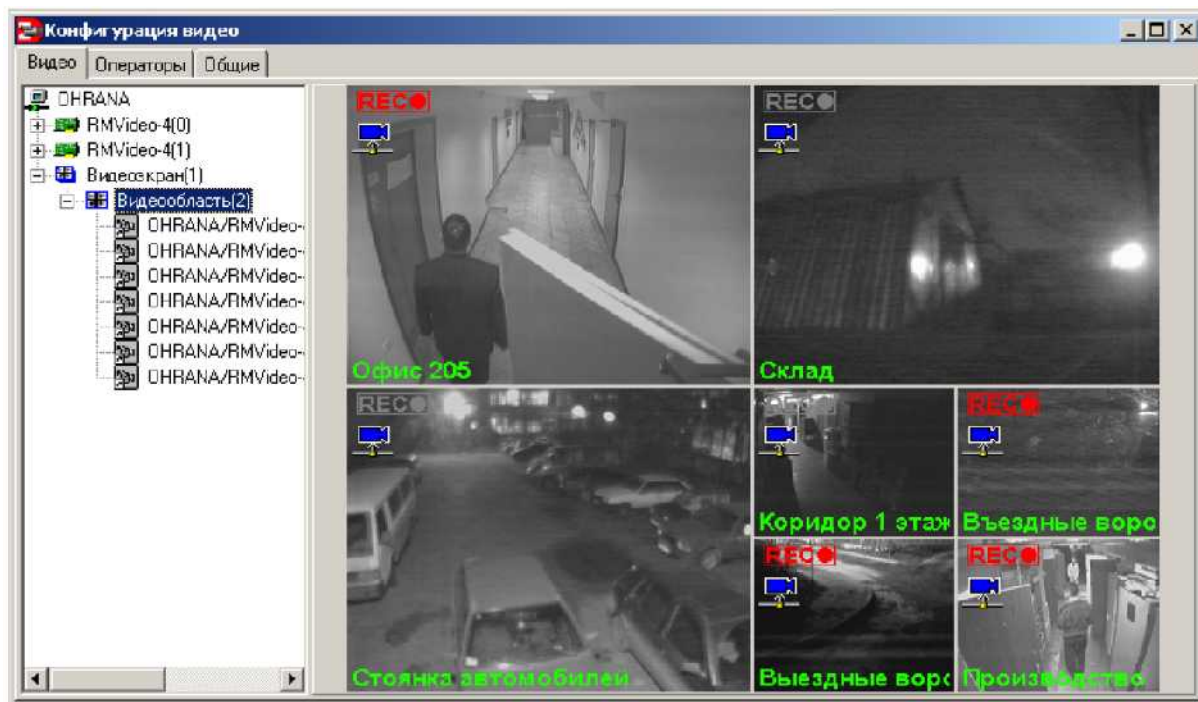 Конфигурация видео
Видео Операторы Общие
OHRANA
RMVideo-4(0)
RMVideo-4(1)
Видеоэкран(1)
Видеообласть(2)
OHRANA/RMVideo-
OHRANA/RMVideo-
OHRANA/RMVideo-
OHRANA/RMVideo-
OHRANA/RMVideo-
OHRANA/RMVideo-
OHRANA/RMVideo-
REC
Офис 205
REC
Склад
REC
Стоянка автомобилей
REC
Коридор 1 этаж
REC
Въездные воро
REC
Выездные воро
REC
Производство